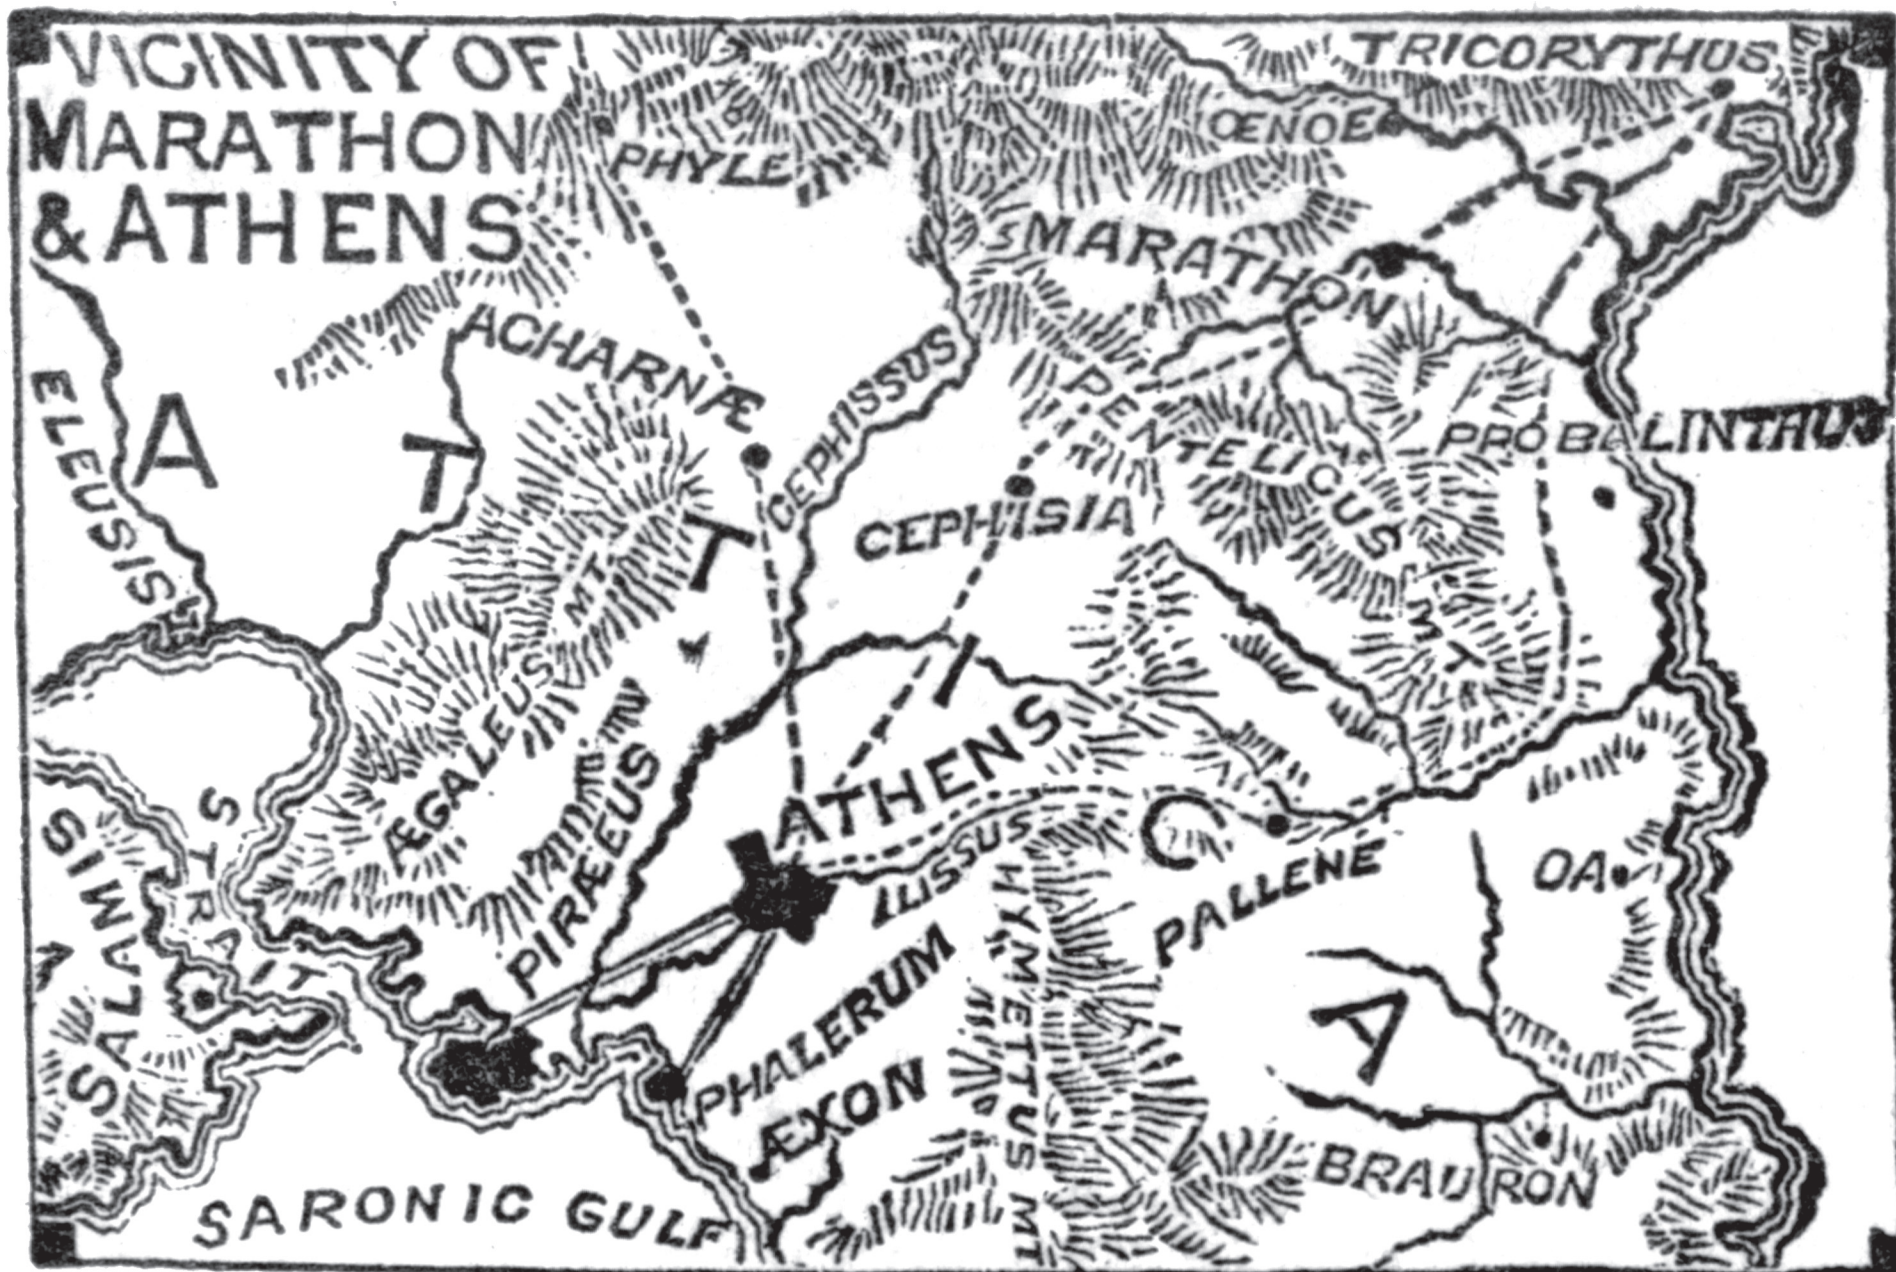 VICINITY OF
MARATHON
& ATHENS
TRICORYTHUS
ŒNOE
PHYLE
MARATHON
ACHARNÆ
CEPHISSUS
PENTELICUS MT.
PROBALINTHUS
ELEUSIS
ATTICA
CEPHISIA
ÆGALEUS MT.
PIRÆEUS
ATHENS
ILISSUS
PALLENE
OA
STRAIT
SALAMIS
PHALERUM
ÆXON
HYMETTUS MT
BRAURON
SARONIC GULF